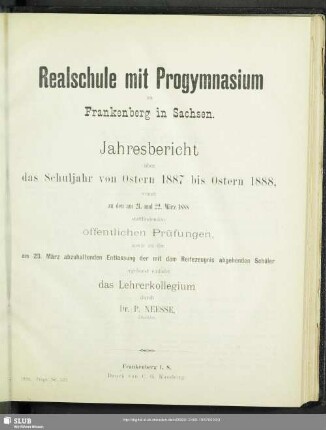 Realschule mit Progymnasium
zu
Frankenberg in Sachsen.
Jahresbericht
über
das Schuljahr von Ostern 1887 bis Ostern 1888,
womit
zu den am 21. und 22. März 1888
stattfindenden
öffentlichen Prüfungen,
sowie zu der
am 23. März abzuhaltenden Entlassung der mit dem Reifezeugnis abgehenden Schüler
ergebenst einladet
das Lehrerkollegium
durch
Dr. P. NEESSE,
Frankenberg i. S.
Druck von C. G. Rossberg.
SLUB